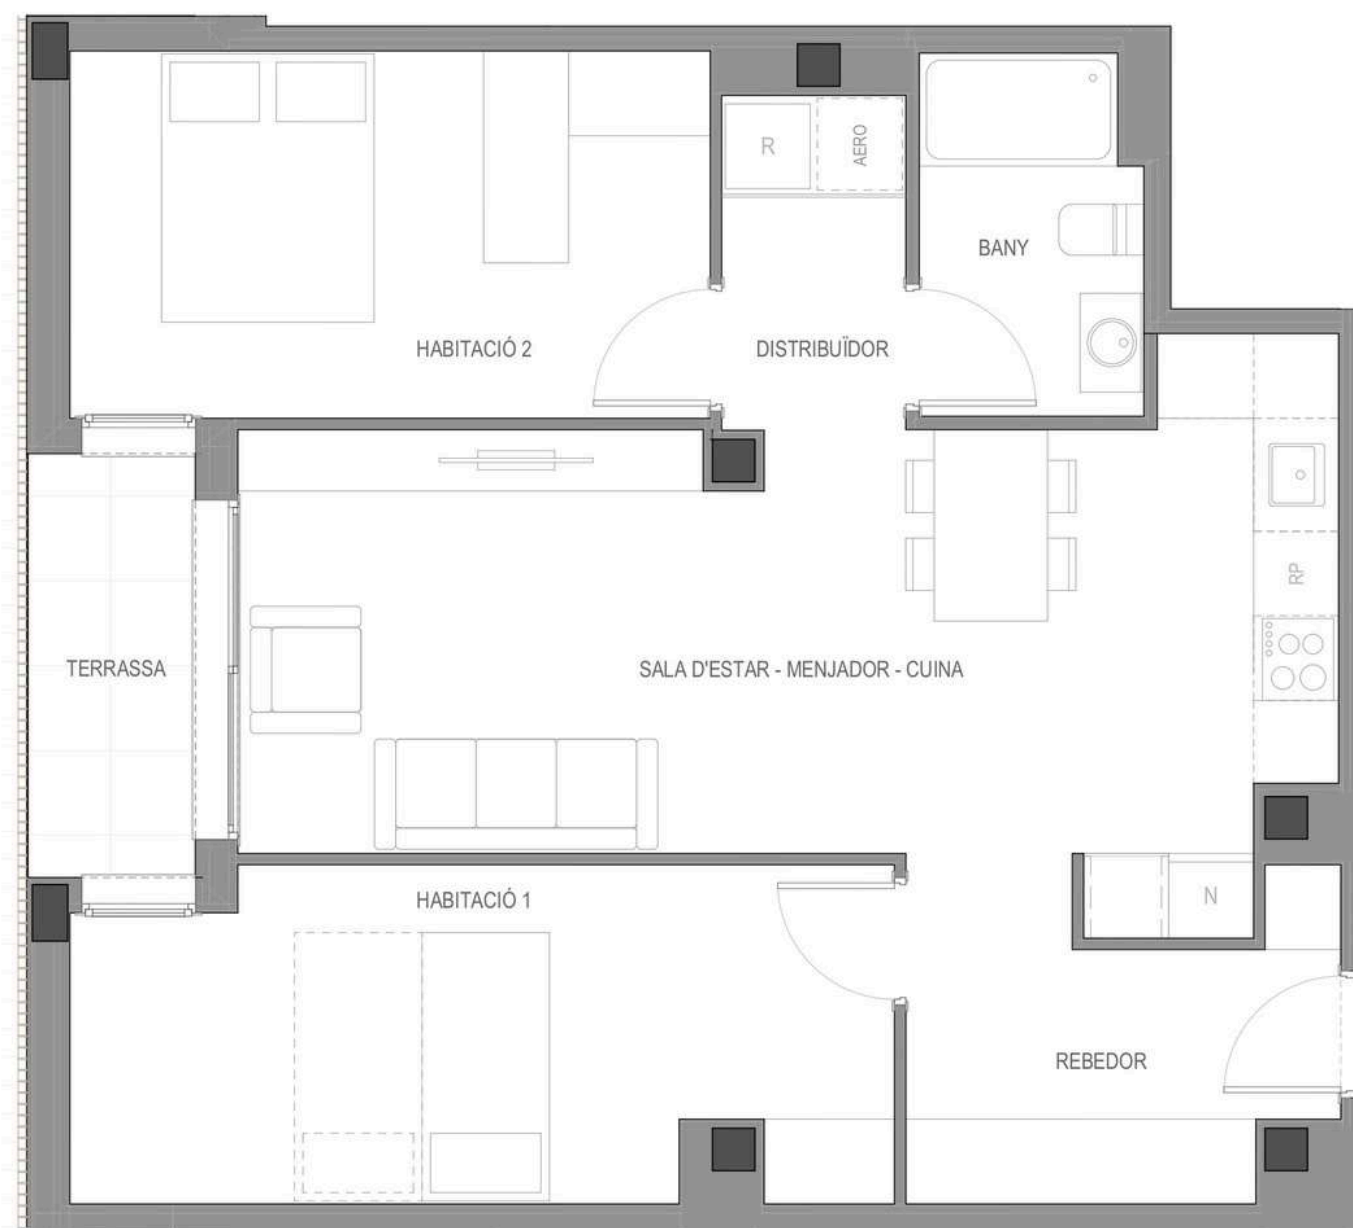 R
AERO
BANY
HABITACIÓ 2
DISTRIBUÏDOR
RP
TERRASSA
SALA D'ESTAR - MENJADOR - CUINA
HABITACIÓ 1
N
REBEDOR